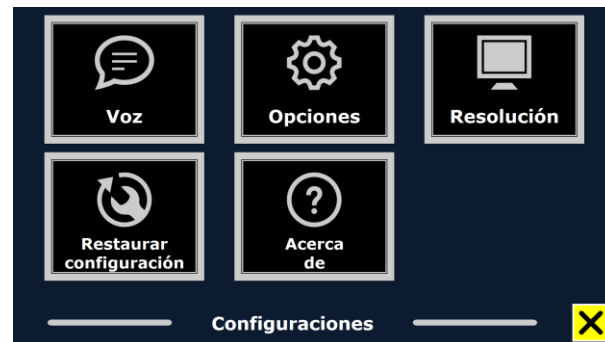 Voz
Opciones
Resolución
Restaurar
configuración
Acerca
de
Configuraciones